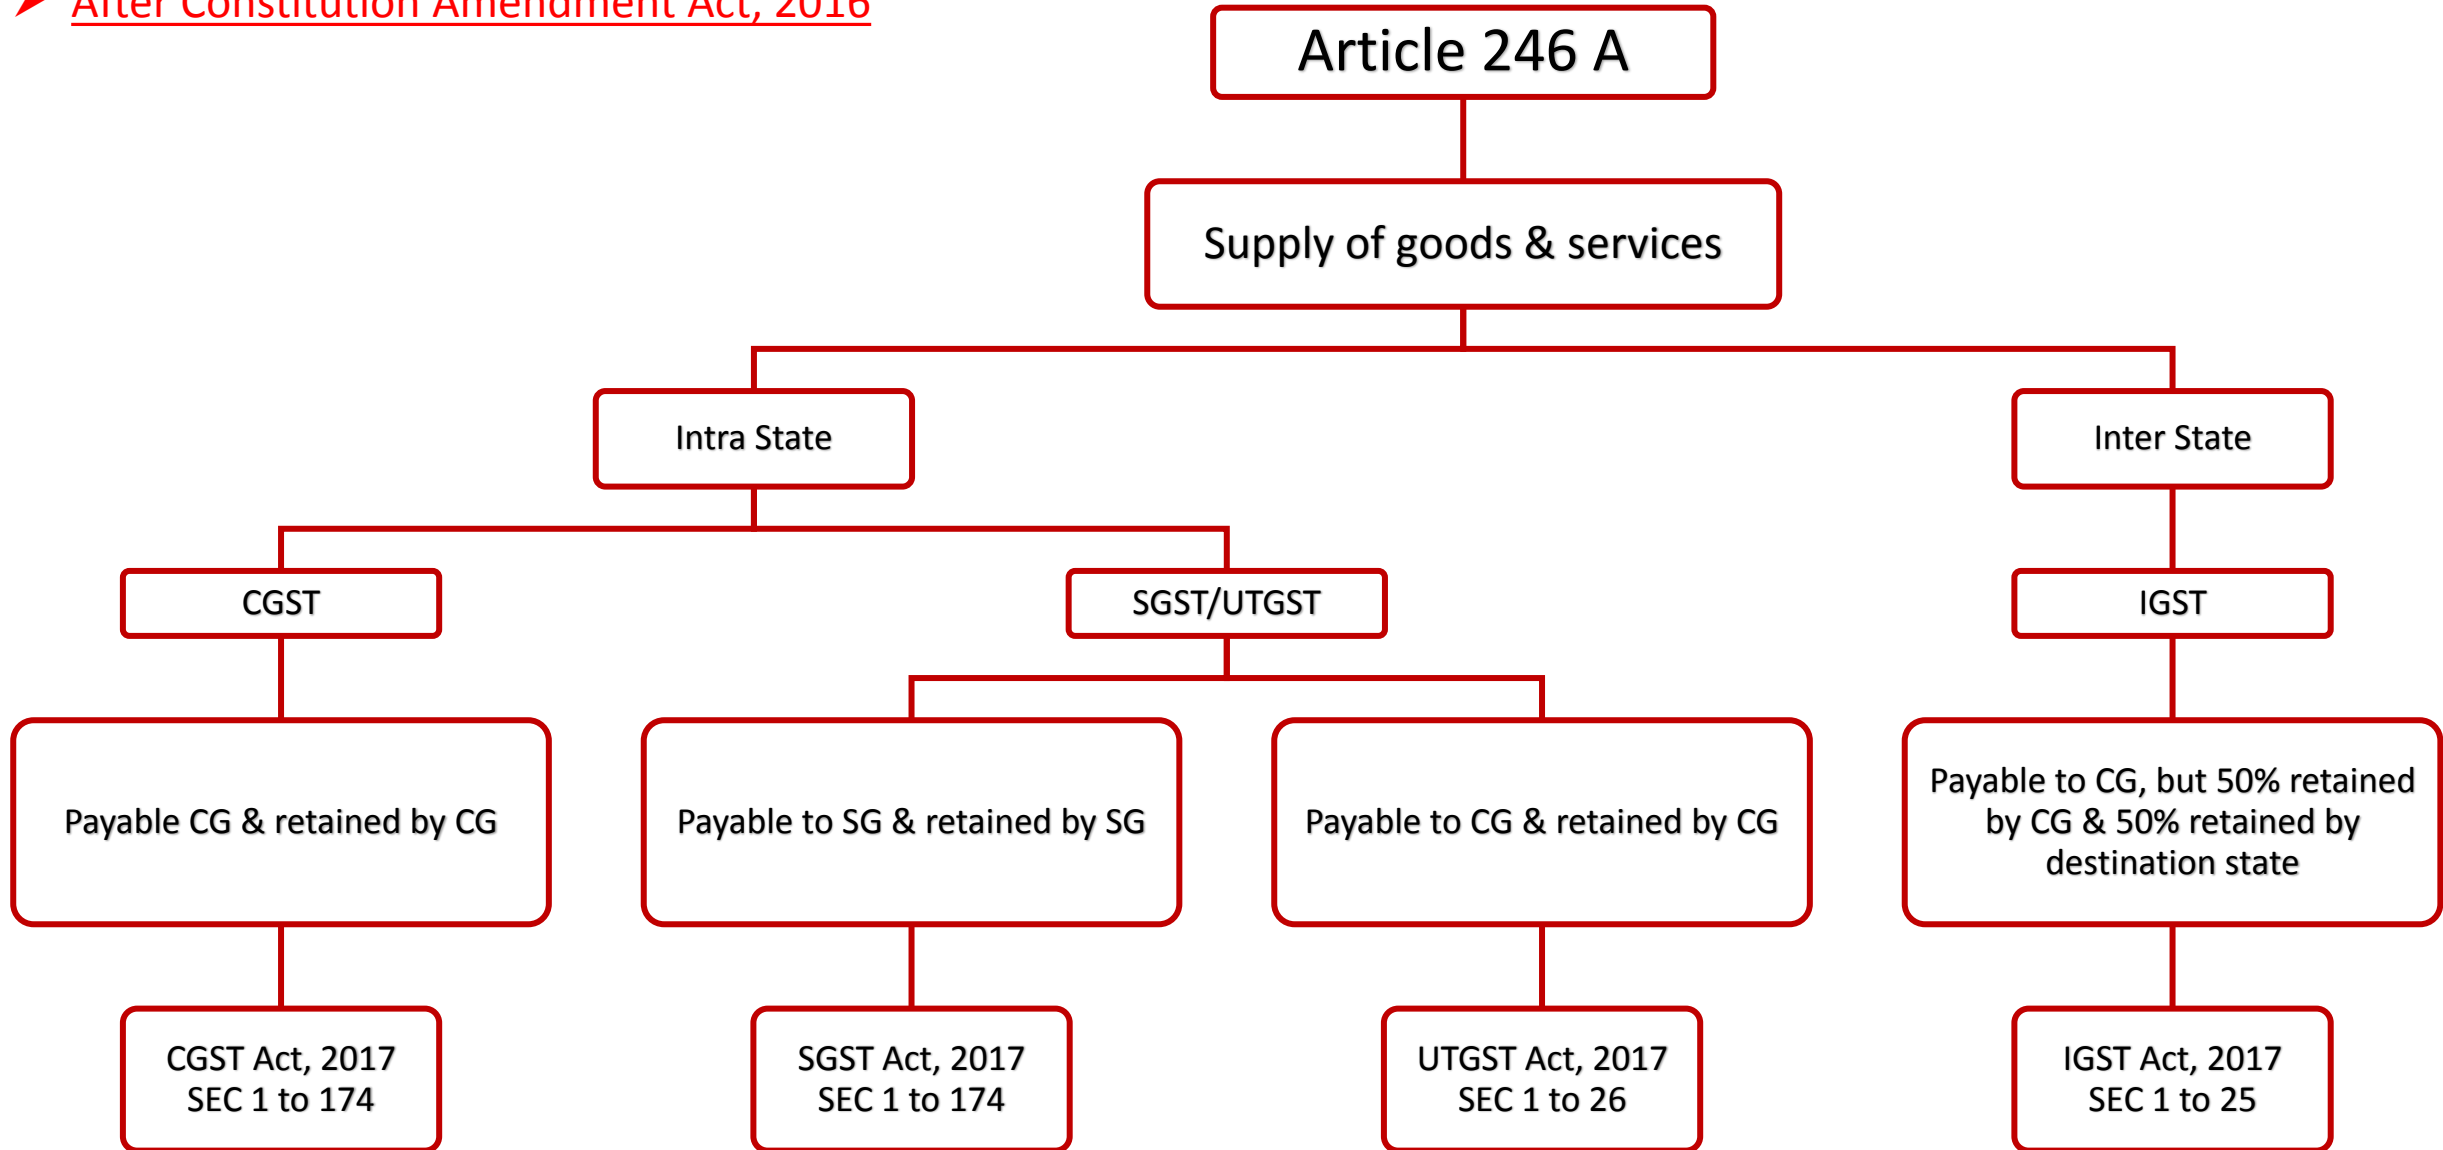 After Constitution Amendment Act, 2016
Article 246 A
Supply of goods & services
Intra State
Inter State
CGST
SGST/UTGST
IGST
Payable CG & retained by CG
Payable to SG & retained by SG
Payable to CG & retained by CG
Payable to CG, but 50% retained
by CG & 50% retained by
destination state
CGST Act, 2017
SEC 1 to 174
SGST Act, 2017
SEC 1 to 174
UTGST Act, 2017
SEC 1 to 26
IGST Act, 2017
SEC 1 to 25